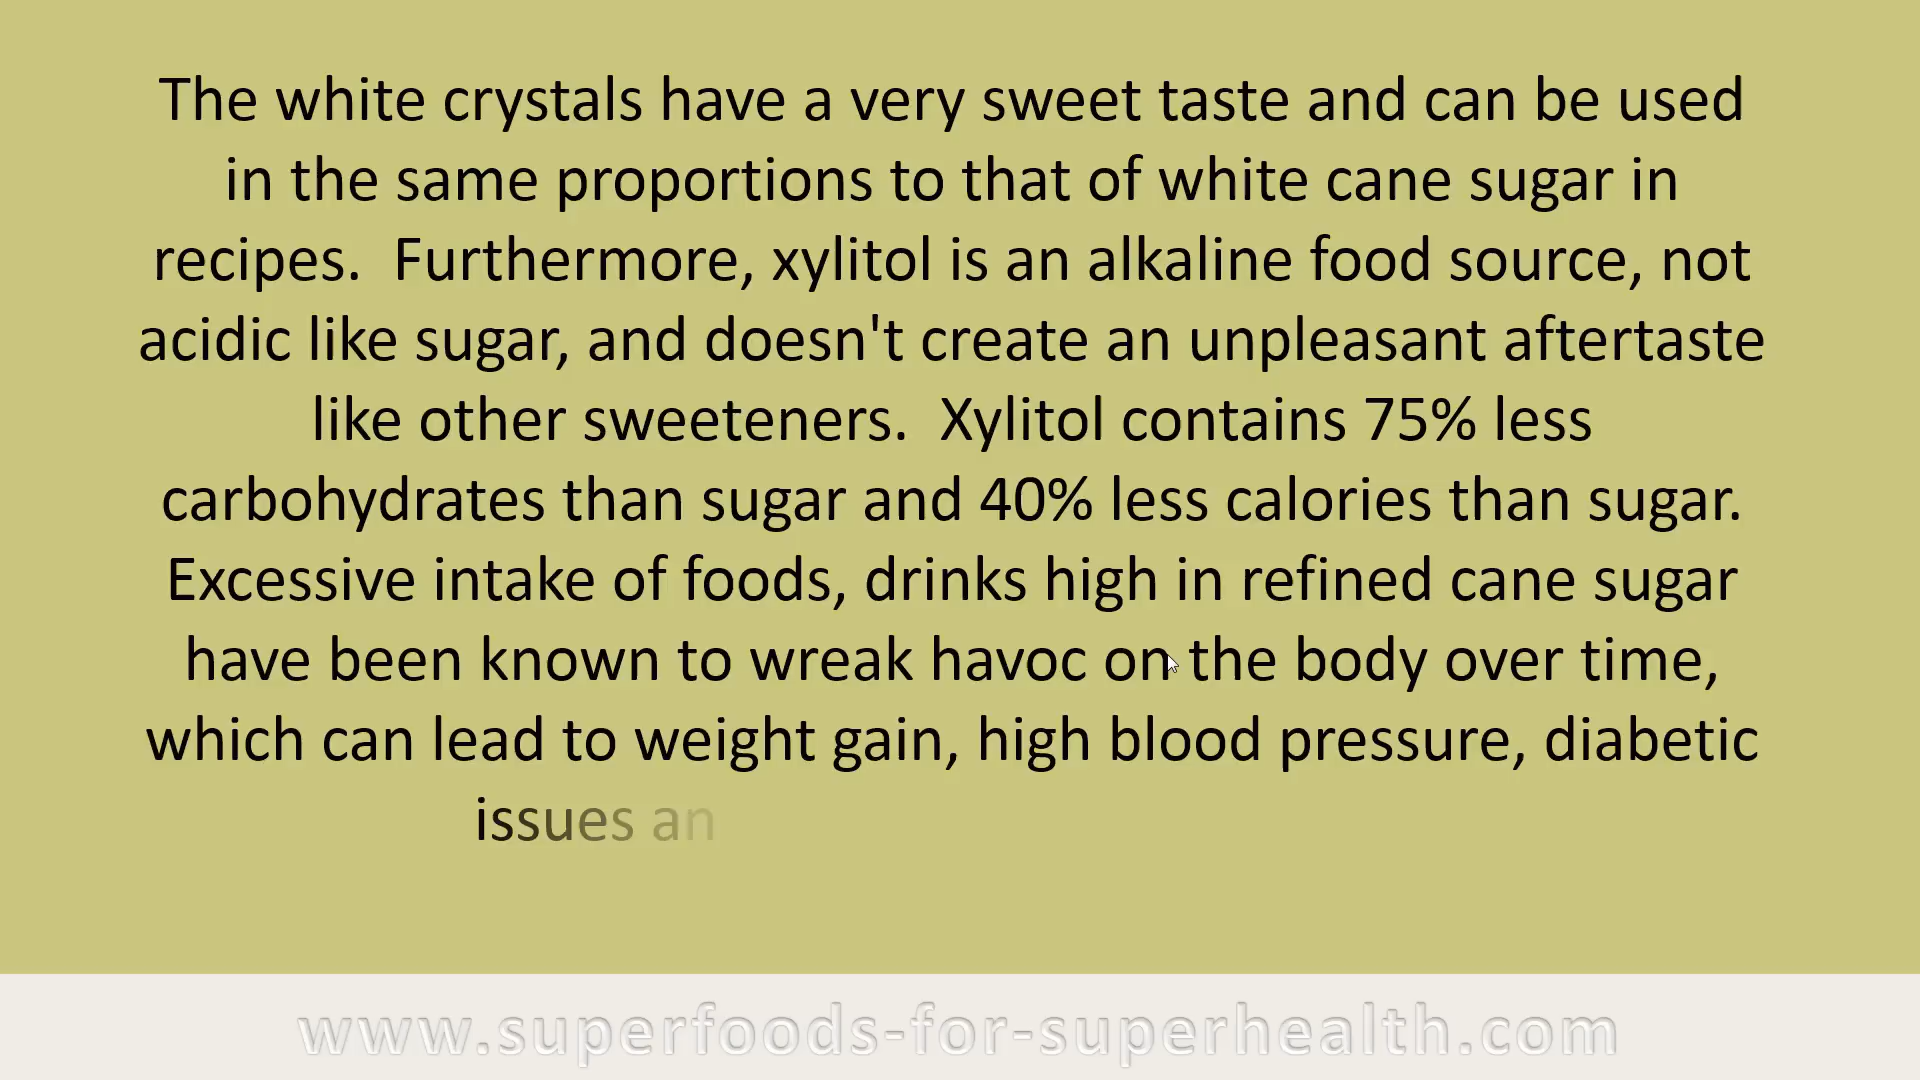 The white crystals have a very sweet taste and can be used
in the same proportions to that of white cane sugar in
recipes.  Furthermore, xylitol is an alkaline food source, not
acidic like sugar, and doesn't create an unpleasant aftertaste
like other sweeteners.  Xylitol contains 75% less
carbohydrates than sugar and 40% less calories than sugar.
Excessive intake of foods, drinks high in refined cane sugar
have been known to wreak havoc on the body over time,
which can lead to weight gain, high blood pressure, diabetic
issues an
www.superfoods-for-superhealth.com